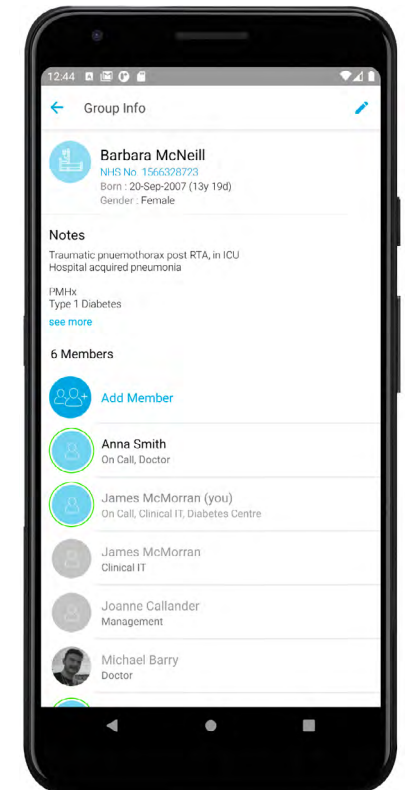 12:44
Group Info
Barbara McNeill
NHS No. 1566328723
Born : 20-Sep-2007 (13y 19d)
Gender : Female
Notes
Traumatic pnuemothorax post RTA, in ICU
Hospital acquired pneumonia
PMHx
Type 1 Diabetes
see more
6 Members
Add Member
Anna Smith
On Call, Doctor
James McMorran (you)
On Call, Clinical IT, Diabetes Centre
James McMorran
Clinical IT
Joanne Callander
Management
Michael Barry
Doctor